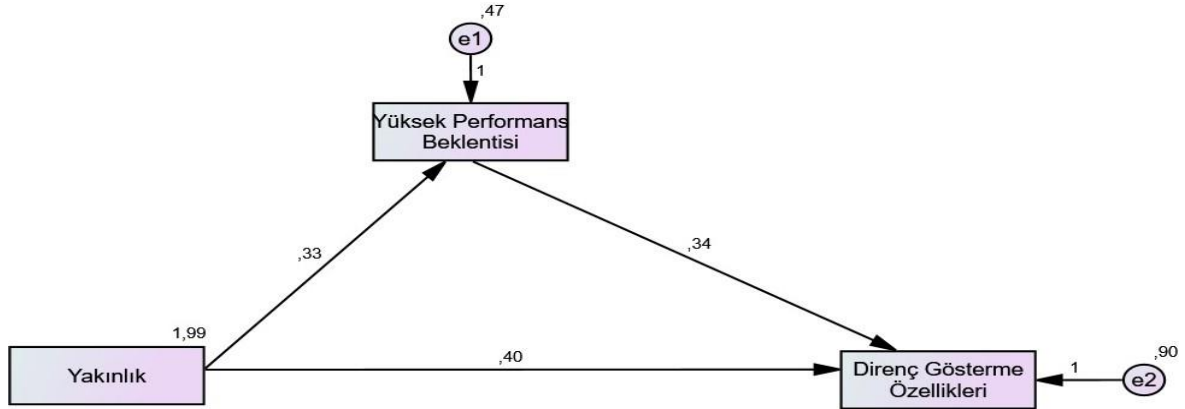 ,47
e1
1
Yüksek Performans
Beklentisi
,33
,34
1,99
Yakınlık
,40
Direnç Gösterme
Özellikleri
1
,90
e2